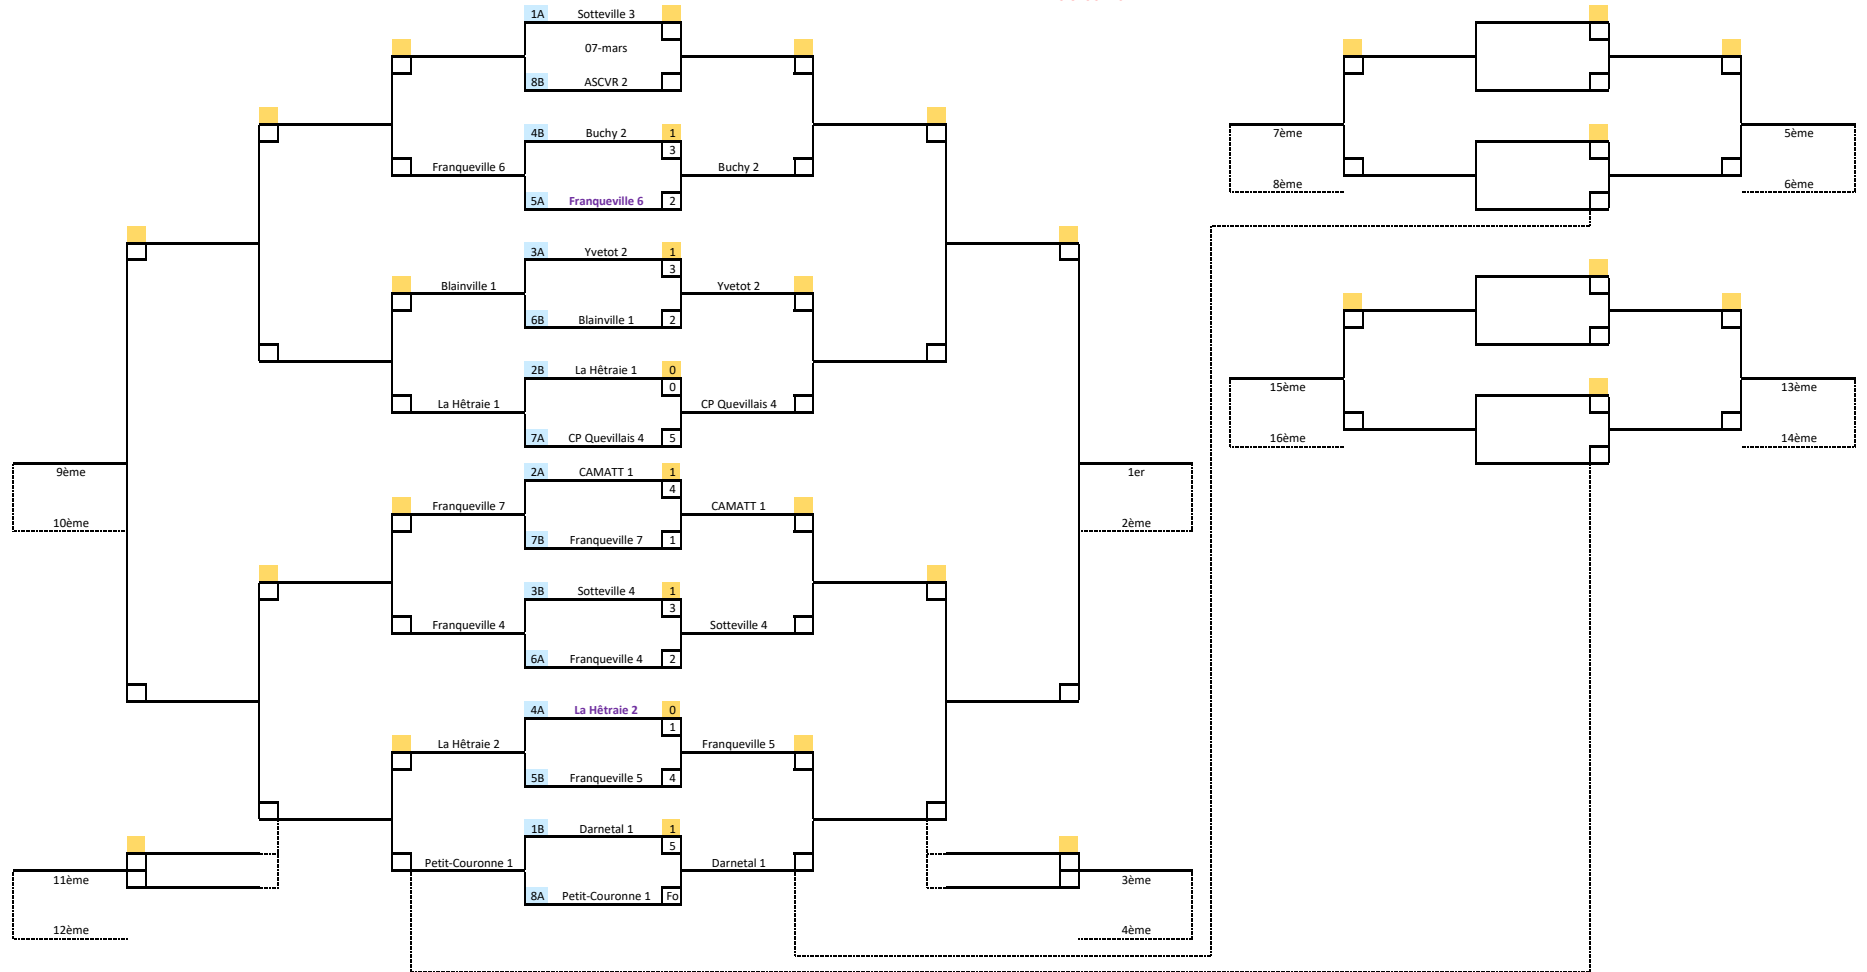 1A Sotteville 3
07-mars
8B ASCVR 2
4B Buchy 2 1
3
Franqueville 6
Buchy 2
5A Franqueville 6 2
3A Yvetot 2 1
3
Blainville 1
Yvetot 2
6B Blainville 1 2
2B La Hêtraie 1 0
0
La Hêtraie 1
CP Quevillais 4
7A CP Quevillais 4 5
2A CAMATT 1 1
4
Franqueville 7
CAMATT 1
7B Franqueville 7 1
3B Sotteville 4 1
3
Franqueville 4
Sotteville 4
6A Franqueville 4 2
4A La Hêtraie 2 0
1
La Hêtraie 2
Franqueville 5
5B Franqueville 5 4
1B Darnetal 1 1
5
Petit-Couronne 1
Darnetal 1
8A Petit-Couronne 1 Fo
9ème
10ème
11ème
12ème
1er
2ème
3ème
4ème
7ème
8ème
5ème
6ème
15ème
16ème
13ème
14ème